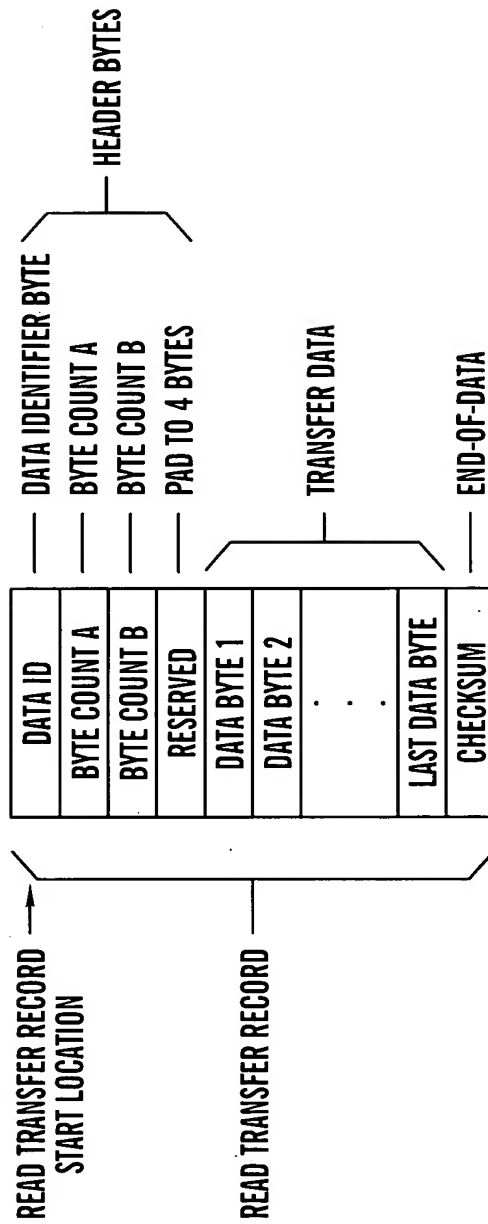 READ TRANSFER RECORD
START LOCATION
READ TRANSFER RECORD
DATA ID
BYTE COUNT A
BYTE COUNT B
RESERVED
DATA BYTE 1
DATA BYTE 2
. . .
LAST DATA BYTE
CHECKSUM
DATA IDENTIFIER BYTE
BYTE COUNT A
BYTE COUNT B
PAD TO 4 BYTES
HEADER BYTES
TRANSFER DATA
END-OF-DATA